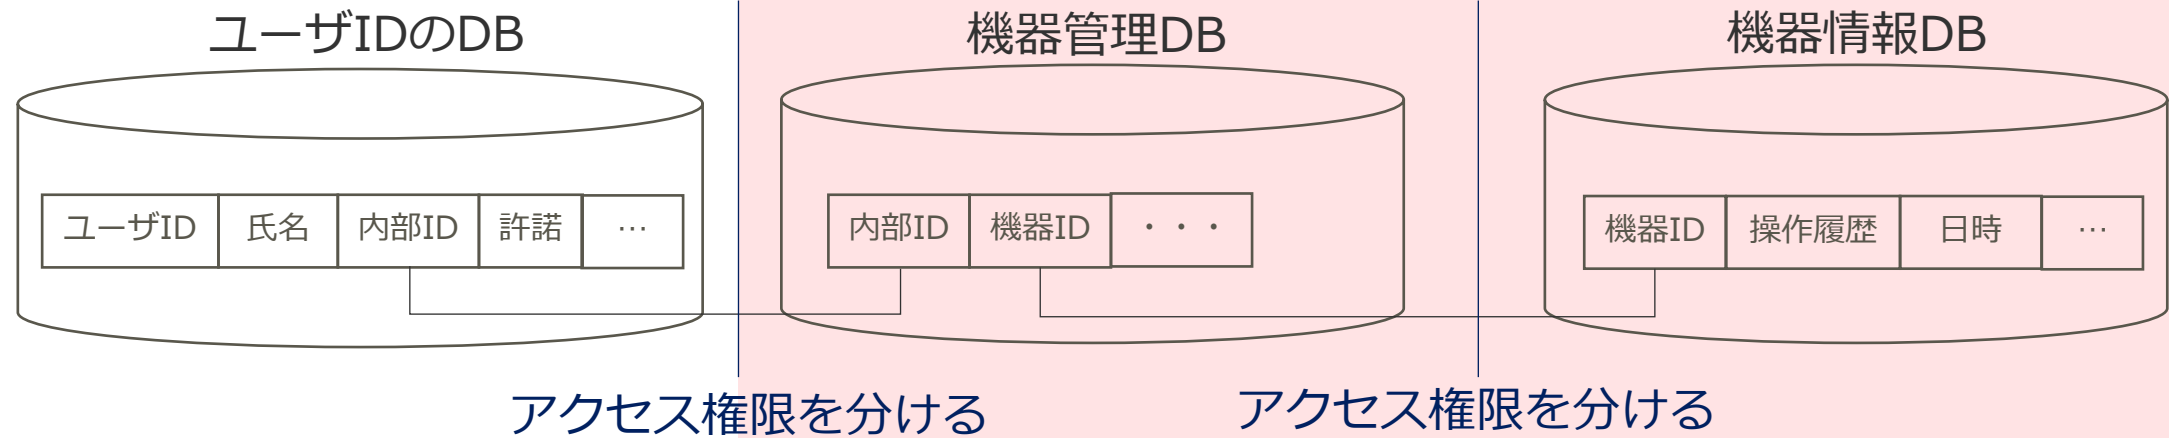 ユーザIDのDB
機器管理DB
機器情報DB
ユーザID 氏名 内部ID 許諾 …
内部ID 機器ID ・・・
機器ID 操作履歴 日時 …
アクセス権限を分ける
アクセス権限を分ける